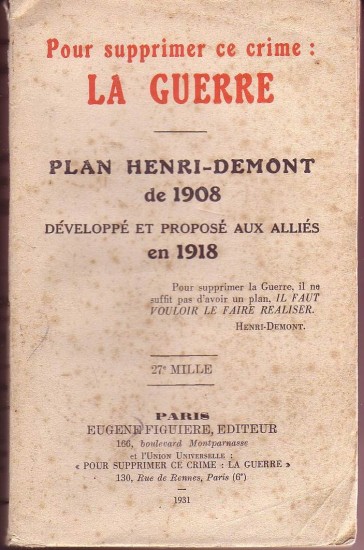 Pour supprimer ce crime :
LA GUERRE
PLAN HENRI-DEMONT
de 1908
DÉVELOPPÉ ET PROPOSÉ AUX ALLIÉS
en 1918
Pour supprimer la Guerre, il ne
suffit pas d'avoir un plan, IL FAUT
VOULOIR LE FAIRE REALISER.
HENRI-DEMONT.
27e MILLE
PARIS
EUGÈNE FIGUIERE, EDITEUR
166, boulevard Montparnasse
et l'UNION UNIVERSELLE :
« POUR SUPPRIMER CE CRIME : LA GUERRE »
130, Rue de Rennes, Paris (6e)
1931